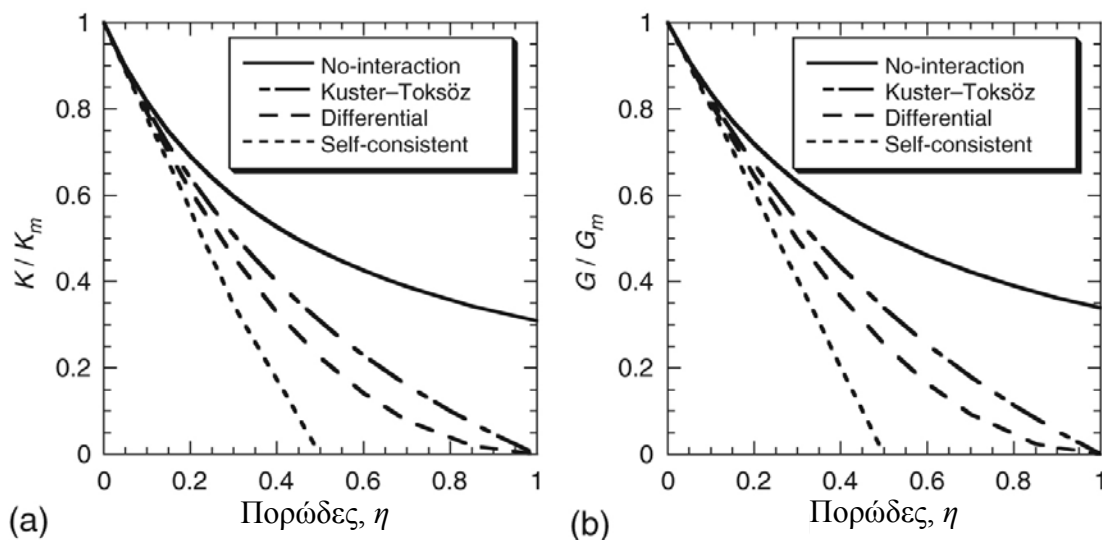 1
0.8
0.6
0.4
0.2
0
K / Km
No-interaction
Kuster–Toksöz
Differential
Self-consistent
0 0.2 0.4 0.6 0.8 1
(a) Πορώδες, η
1
0.8
0.6
0.4
0.2
0
G / Gm
No-interaction
Kuster–Toksöz
Differential
Self-consistent
0 0.2 0.4 0.6 0.8 1
(b) Πορώδες, η